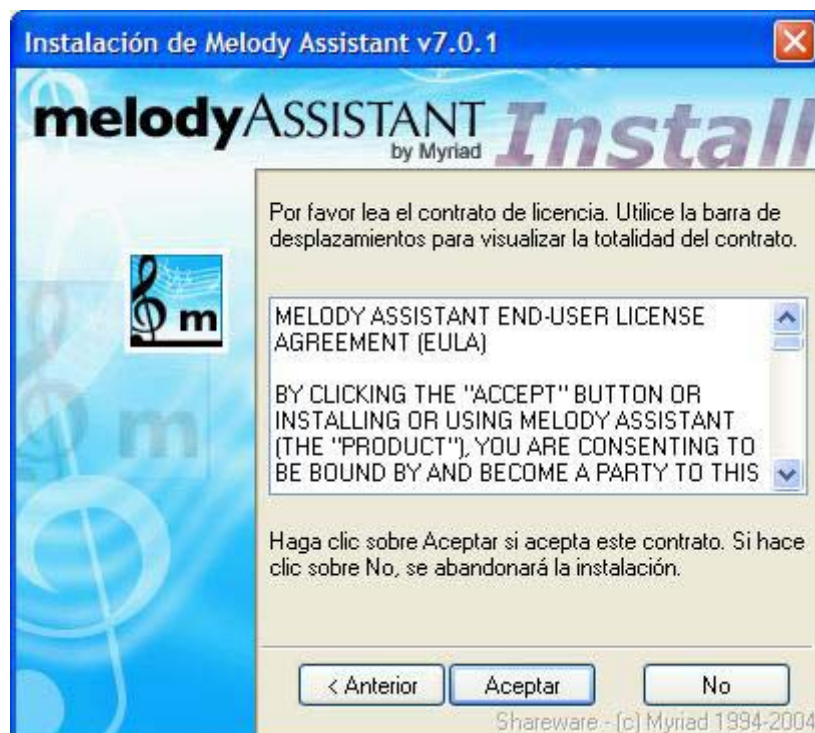 Instalación de Melody Assistant v7.0.1
melodyASSISTANT
by Myriad
Install
Por favor lea el contrato de licencia. Utilice la barra de
desplazamientos para visualizar la totalidad del contrato.
m
m
MELODY ASSISTANT END-USER LICENSE
AGREEMENT (EULA)
BY CLICKING THE "ACCEPT" BUTTON OR
INSTALLING OR USING MELODY ASSISTANT
(THE "PRODUCT"), YOU ARE CONSENTING TO
BE BOUND BY AND BECOME A PARTY TO THIS
Haga clic sobre Aceptar si acepta este contrato. Si hace
clic sobre No, se abandonará la instalación.
< Anterior
Aceptar
No
Shareware - (c) Myriad 1994-2004